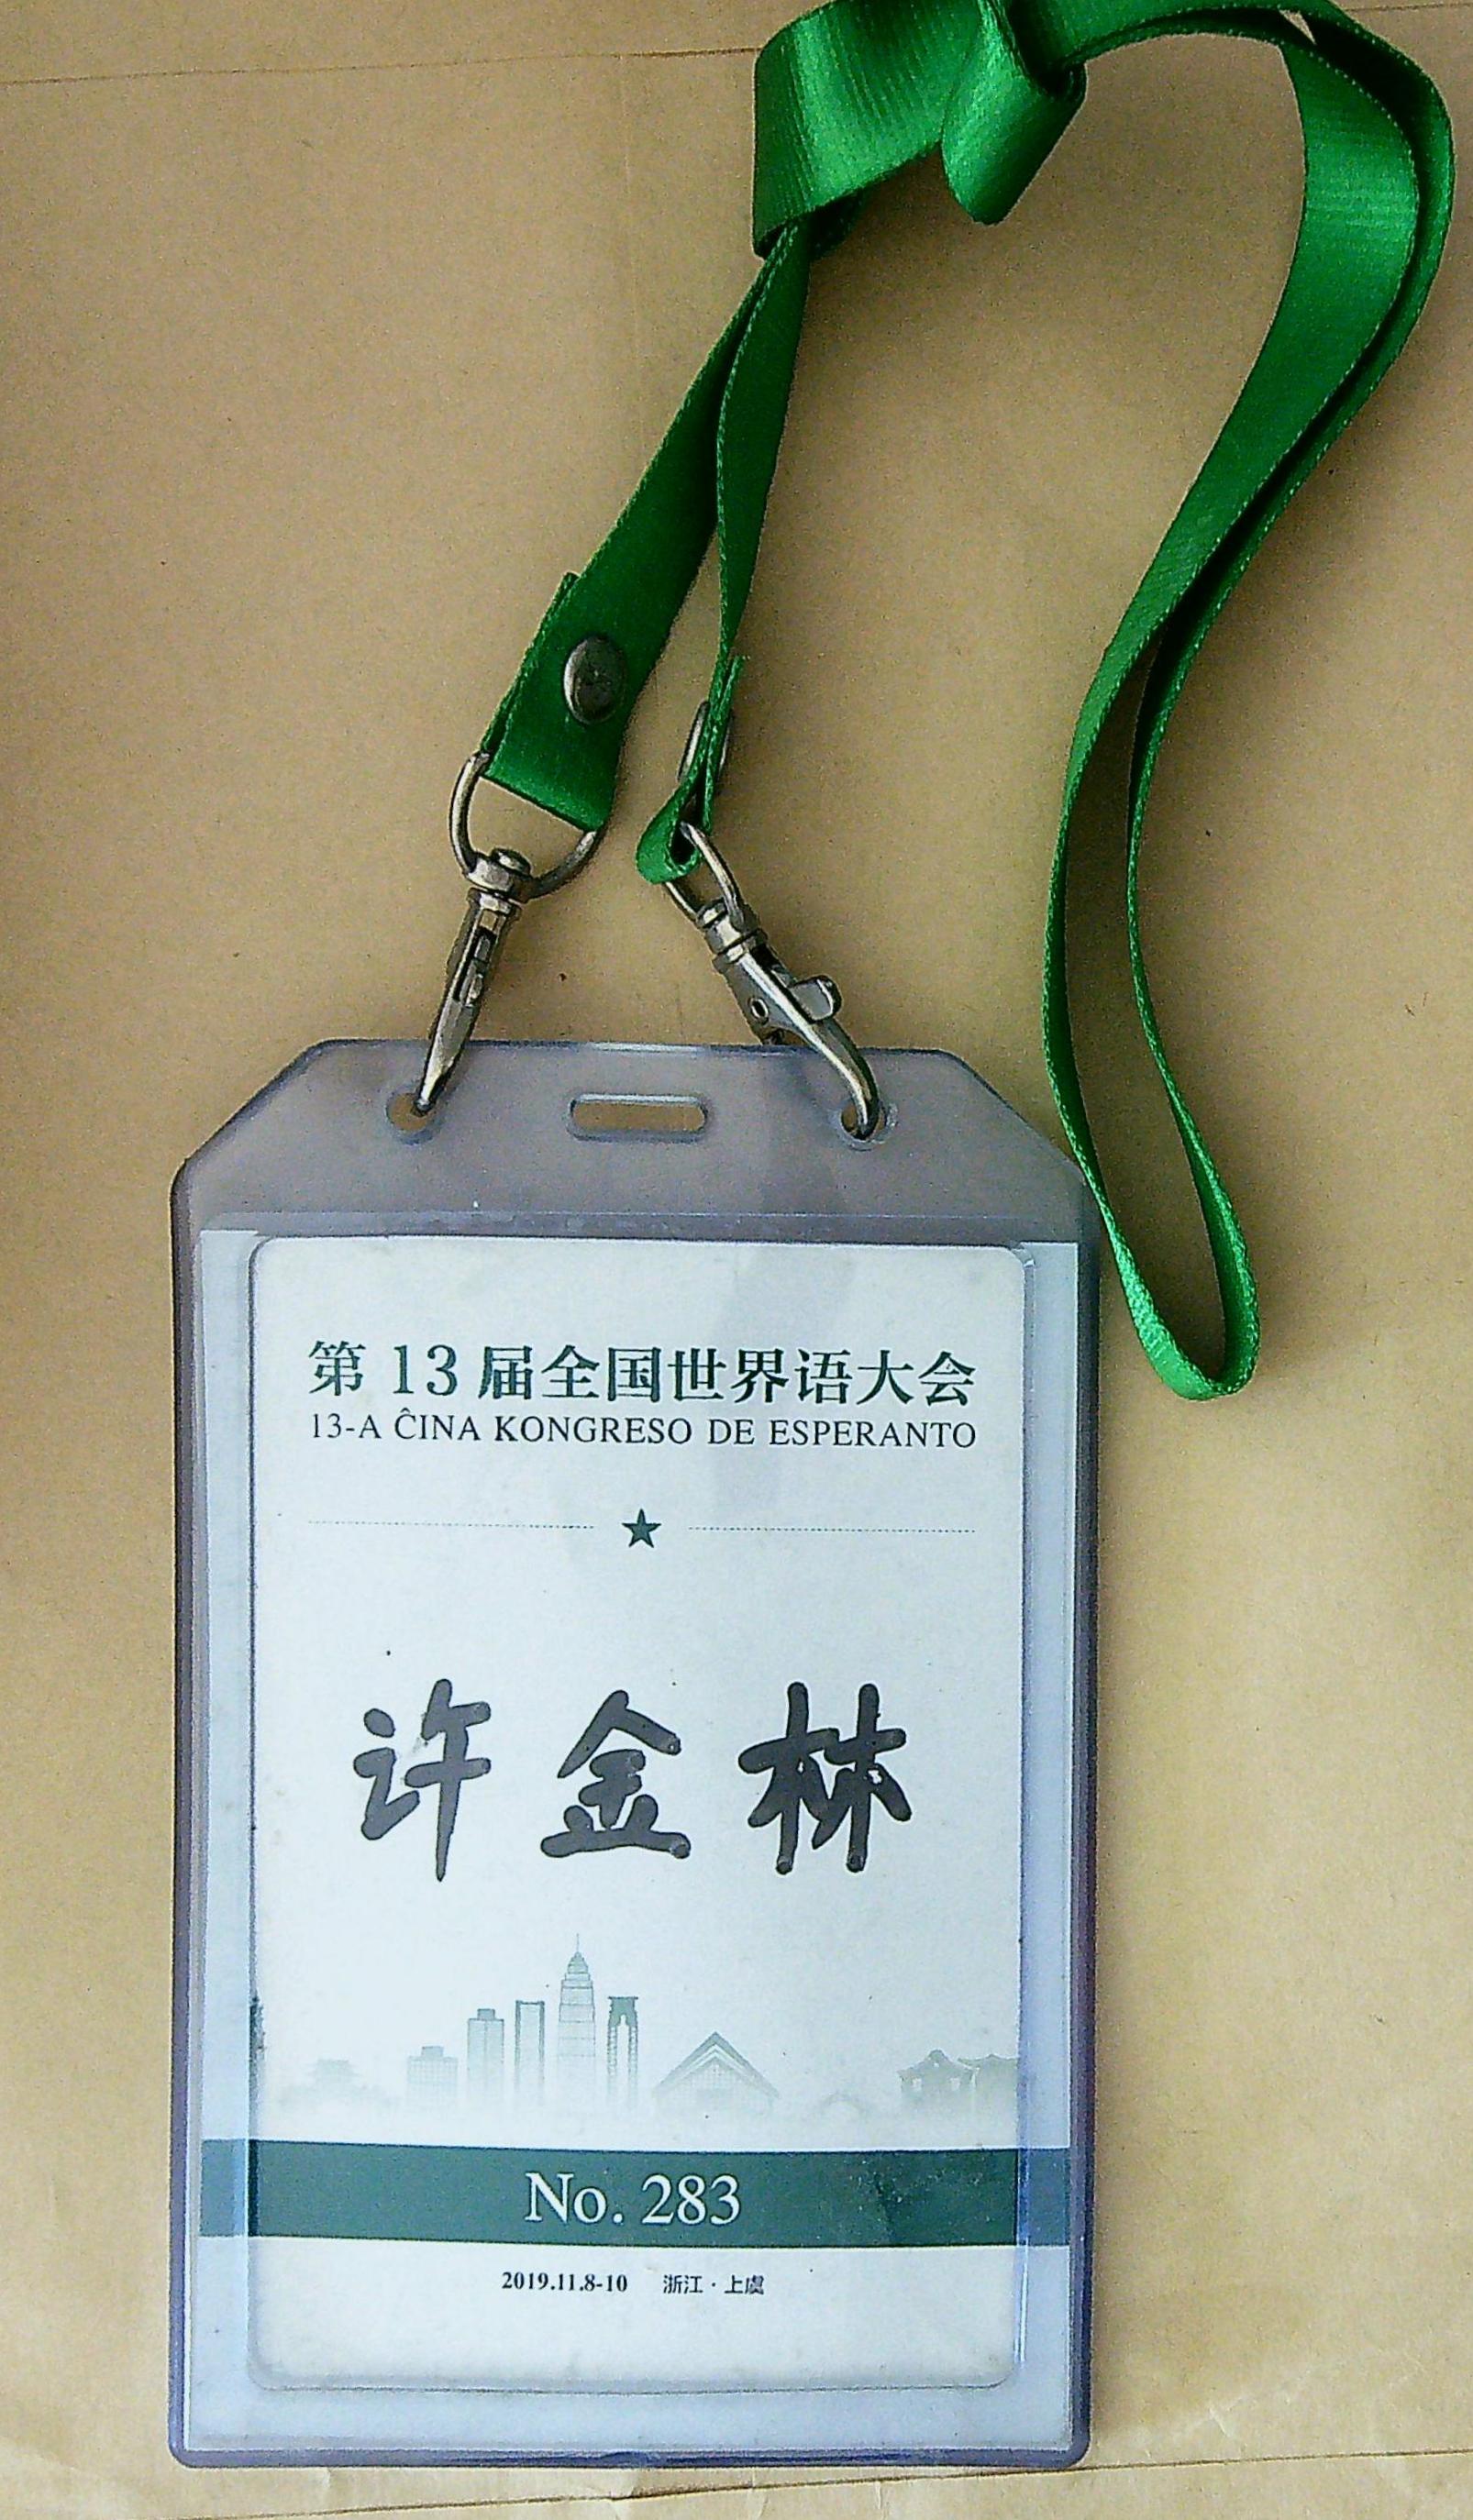 第13届全国世界语大会
13-A ĈINA KONGRESO DE ESPERANTO
许金林
No. 283
2019.11.8-10 浙江·上虞